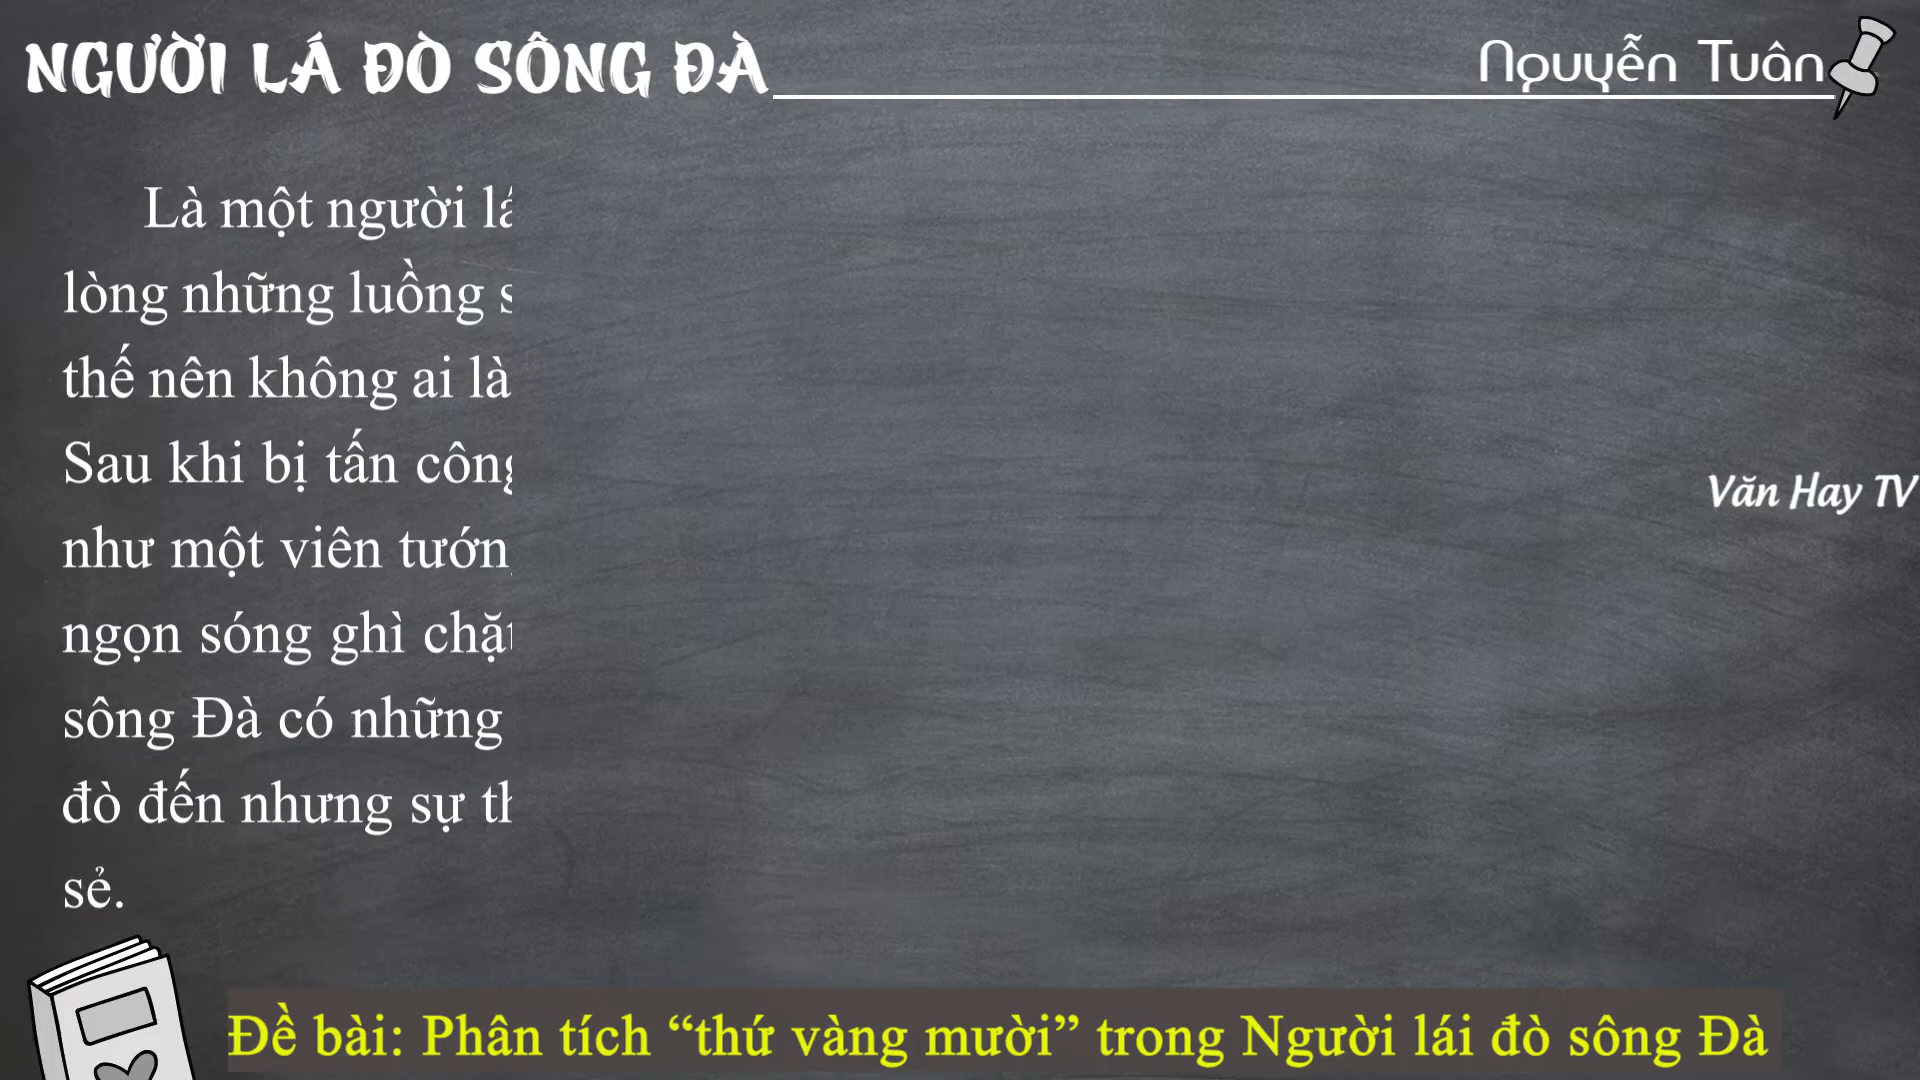 NGƯỜI LÁ ĐÒ SÔNG ĐÀ
Nguyễn Tuân
Là một người
lòng những luồng
thế nên không ai
Sau khi bị tấn
như một viên
ngọn sóng ghì
sông Đà có những
đò đến nhưng sự
sẻ.
Văn Hay TV
Đề bài: Phân tích “thứ vàng mười” trong Người lái đò sông Đà